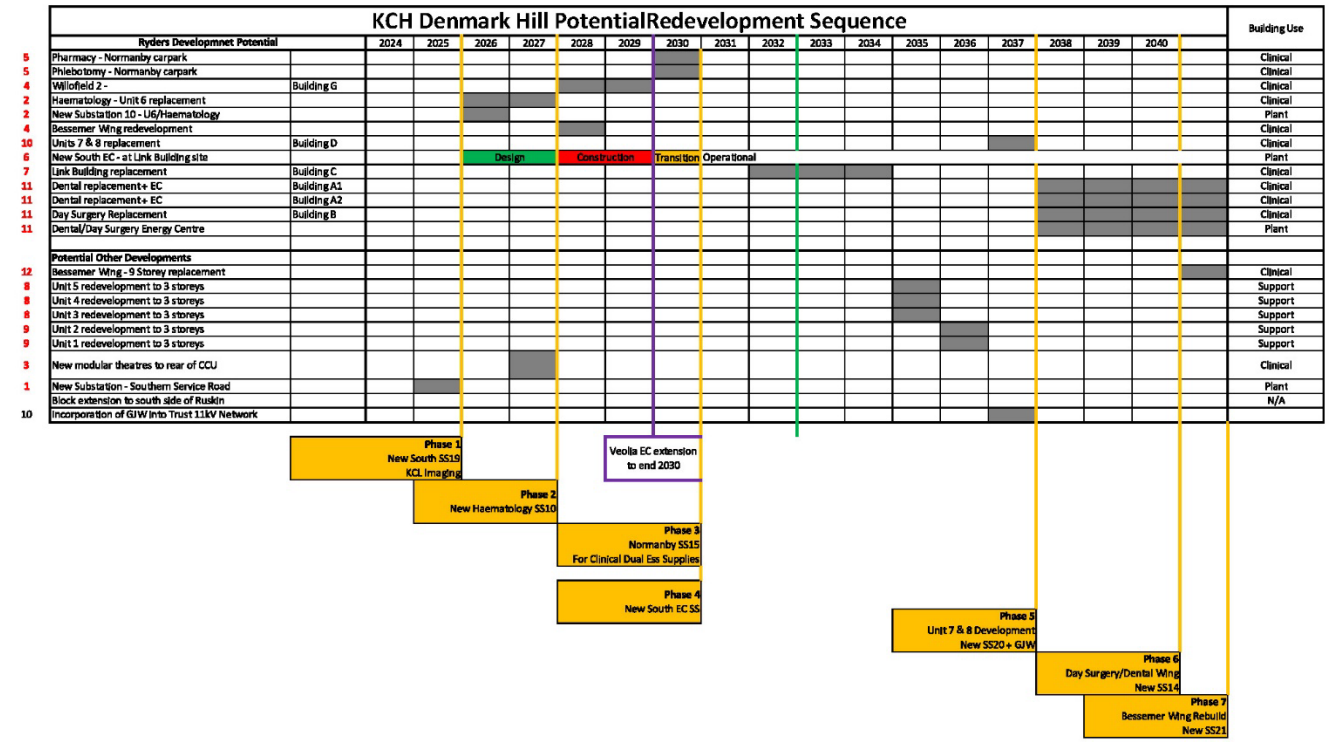 KCH Denmark Hill PotentialRedevelopment Sequence
Building Use
Ryders Developmnet Potential 2024 2025 2026 2027 2028 2029 2030 2031 2032 2033 2034 2035 2036 2037 2038 2039 2040
5 Pharmacy - Normanby carpark Clinical
5 Phlebotomy - Normanby carpark Clinical
4 Willofield 2 - Building G Clinical
2 Haematology - Unit 6 replacement Clinical
2 New Substation 10 - U6/Haematology Plant
4 Bessemer Wing redevelopment Clinical
10 Units 7 & 8 replacement Building D Clinical
6 New South EC - at Link Building site Design Construction Transition Operational Plant
7 Link Building replacement Building C Clinical
11 Dental replacement+ EC Building A1 Clinical
11 Dental replacement+ EC Building A2 Clinical
11 Day Surgery Replacement Building B Clinical
11 Dental/Day Surgery Energy Centre Plant
Potential Other Developments
12 Bessemer Wing - 9 Storey replacement Clinical
8 Unit 5 redevelopment to 3 storeys Support
8 Unit 4 redevelopment to 3 storeys Support
8 Unit 3 redevelopment to 3 storeys Support
9 Unit 2 redevelopment to 3 storeys Support
9 Unit 1 redevelopment to 3 storeys Support
3 New modular theatres to rear of CCU Clinical
1 New Substation - Southern Service Road Plant
Block extension to south side of Ruskin N/A
10 Incorporation of GJW into Trust 11kV Network
Phase 1
New South SS19
KCL Imaging
Veolia EC extension
to end 2030
Phase 2
New Haematology SS10
Phase 3
Normanby SS15
For Clinical Dual Ess Supplies
Phase 4
New South EC SS
Phase 5
Unit 7 & 8 Development
New SS20 + GJW
Phase 6
Day Surgery/Dental Wing
New SS14
Phase 7
Bessemer Wing Rebuild
New SS21